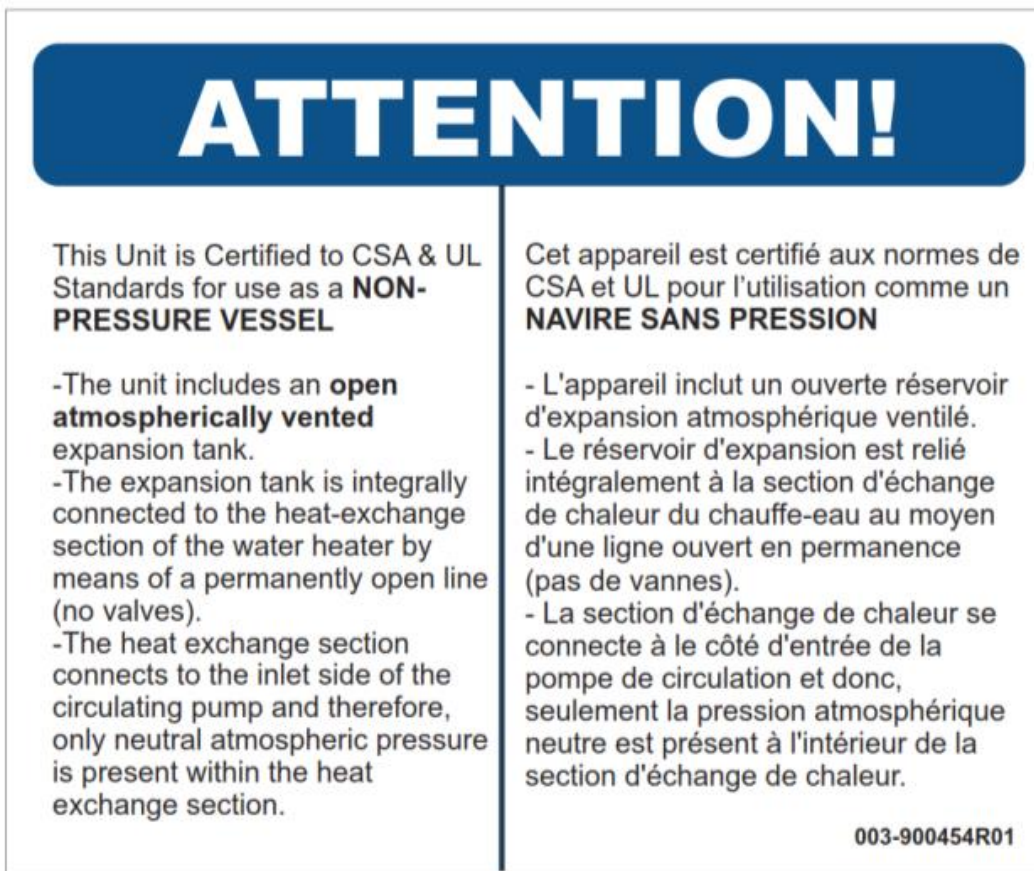 ATTENTION!
This Unit is Certified to CSA & UL
Standards for use as a NON-
PRESSURE VESSEL
-The unit includes an open
atmospherically vented
expansion tank.
-The expansion tank is integrally
connected to the heat-exchange
section of the water heater by
means of a permanently open line
(no valves).
-The heat exchange section
connects to the inlet side of the
circulating pump and therefore,
only neutral atmospheric pressure
is present within the heat
exchange section.
Cet appareil est certifié aux normes de
CSA et UL pour l'utilisation comme un
NAVIRE SANS PRESSION
- L'appareil inclut un ouverte réservoir
d'expansion atmosphérique ventilé.
- Le réservoir d'expansion est relié
intégralement à la section d'échange
de chaleur du chauffe-eau au moyen
d'une ligne ouvert en permanence
(pas de vannes).
- La section d'échange de chaleur se
connecte à le côté d'entrée de la
pompe de circulation et donc,
seulement la pression atmosphérique
neutre est présent à l'intérieur de la
section d'échange de chaleur.
003-900454R01